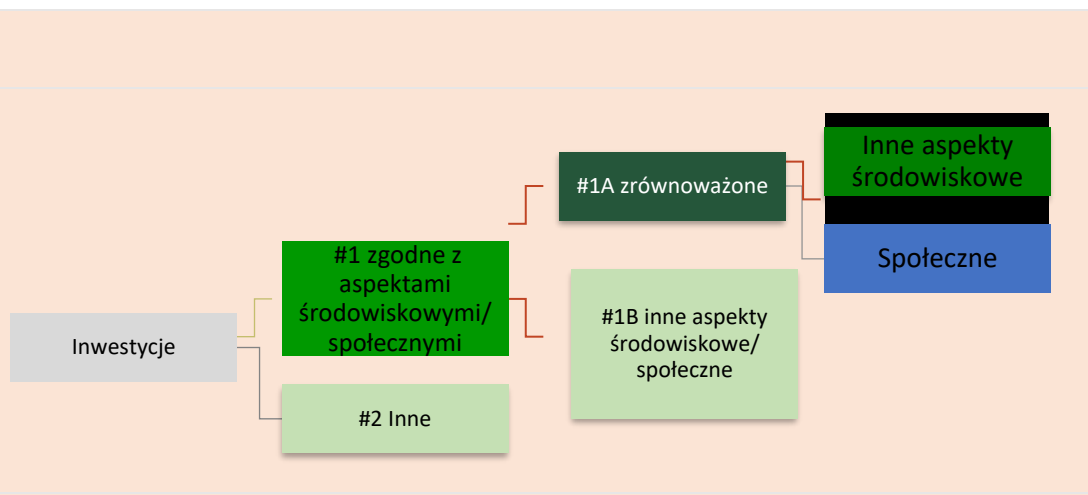 Inwestycje
#1 zgodne z
aspektami
środowiskowymi/
społecznymi
#2 Inne
#1A zrównoważone
#1B inne aspekty
środowiskowe/
społeczne
Inne aspekty
środowiskowe
Społeczne